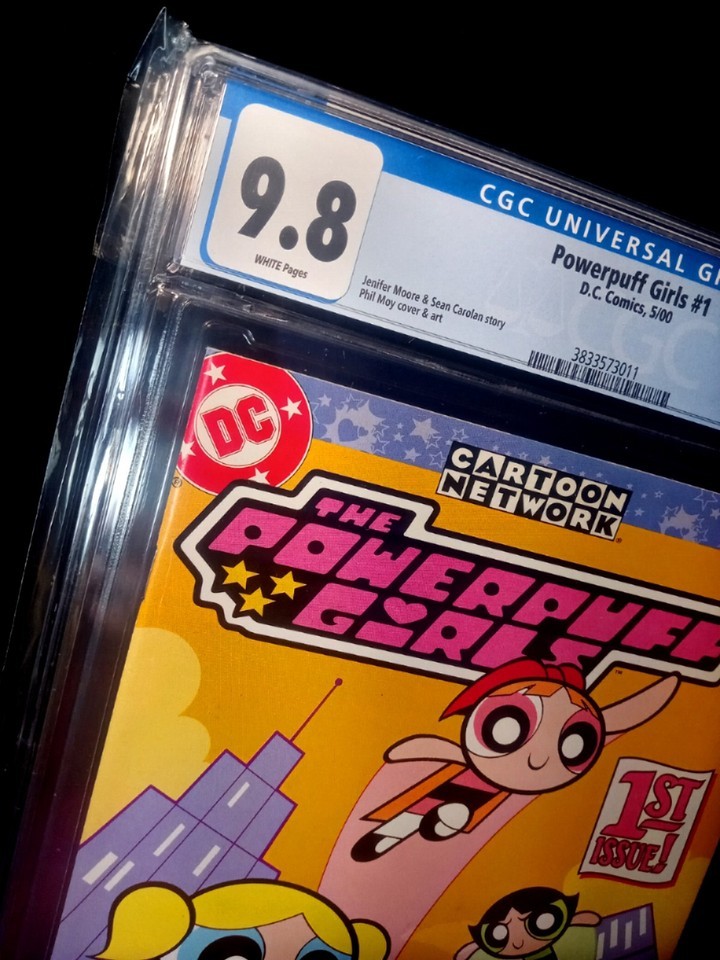 9.8
WHITE Pages
CGC UNIVERSAL
Powerpuff Girls #1
D.C. Comics, 5/00
Jenifer Moore & Sean Carolan story
Phil Moy cover & art
3833573011
DC
CARTOON
NETWORK
THE
POWERPUFF
GIRLS
1ST
ISSUE!